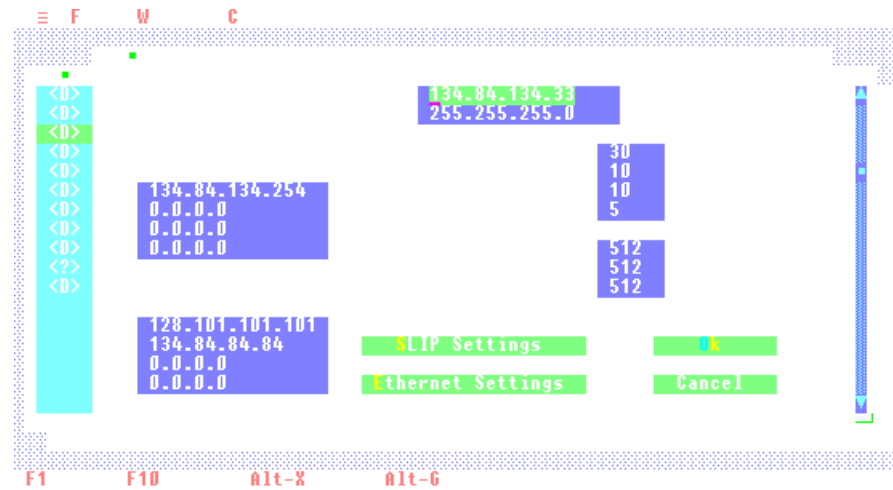 ≡ F W C
<D> 134.84.134.33
<D> 255.255.255.0
<D>
<D> 30
<D> 10
<D> 134.84.134.254 10
<D> 0.0.0.0 5
<D> 0.0.0.0
<D> 0.0.0.0 512
<?> 512
<D> 512
128.101.101.101
134.84.84.84 SLIP Settings Ok
0.0.0.0
0.0.0.0 Ethernet Settings Cancel
F1 F10 Alt-X Alt-G